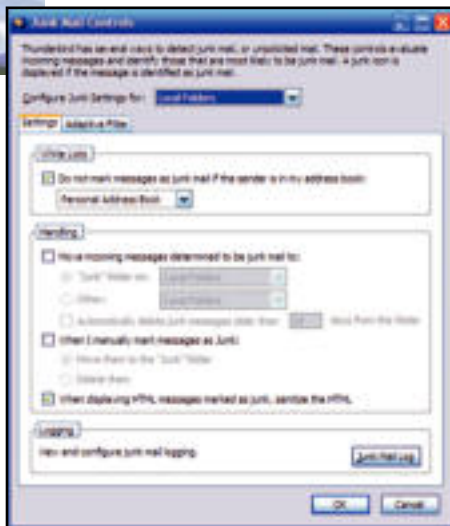 Junk Mail Controls
Thunderbird has several ways to detect junk mail, or unsolicited mail. These controls evaluate
incoming messages and identify those that are most likely to be junk mail. A junk icon is
displayed if the message is identified as junk mail.
Configure Junk Settings for: Local Folders
Settings Adaptive Filter
White Lists
Do not mark messages as junk mail if the sender is in my address book:
Personal Address Book
Handling
Move incoming messages determined to be junk mail to:
"Junk" folder on: Local Folders
Other: Local Folders
Automatically delete junk messages older than days from this folder
When I manually mark messages as Junk:
Move them to the "Junk" folder
Delete them
When displaying HTML messages marked as junk, sanitize the HTML
Logging
View and configure junk mail logging. Junk Mail Log
OK Cancel